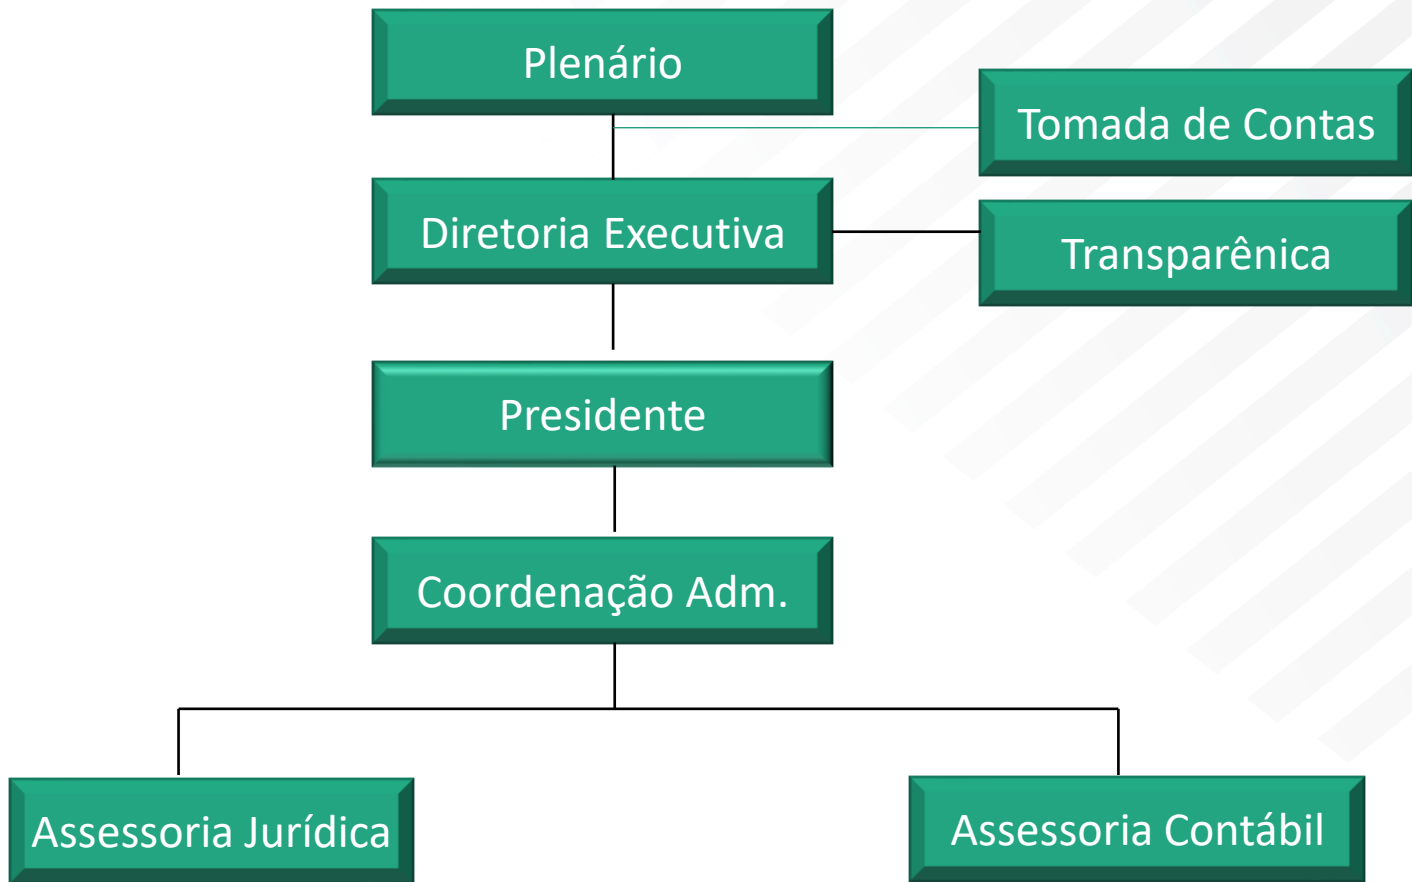 Plenário
Tomada de Contas
Diretoria Executiva
Transparênica
Presidente
Coordenação Adm.
Assessoria Jurídica
Assessoria Contábil